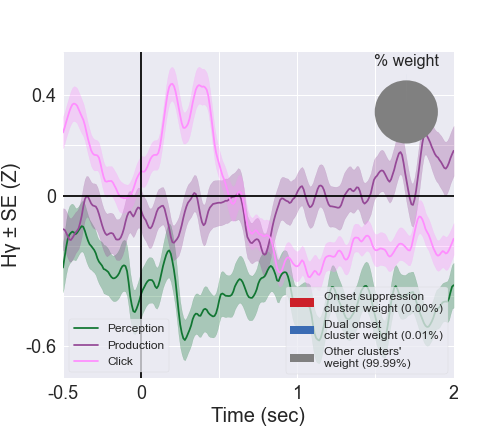 % weight
0.4
0
-0.6
Hγ ± SE (Z)
Perception
Production
Click
Onset suppression
cluster weight (0.00%)
Dual onset
cluster weight (0.01%)
Other clusters'
weight (99.99%)
-0.5
0
1
2
Time (sec)